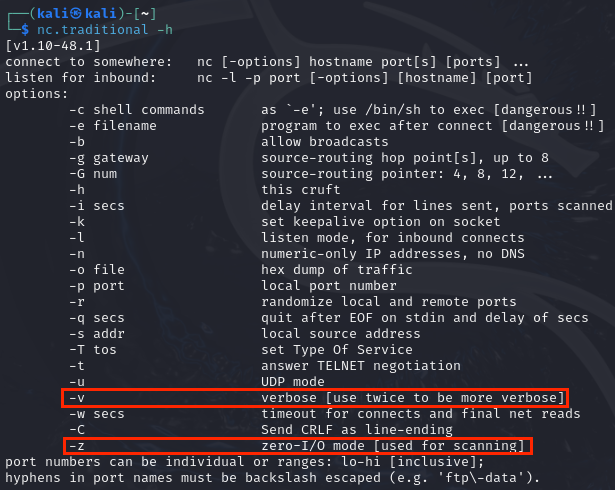 ┌──(kali㉿kali)-[~]
└─$ nc.traditional -h
[v1.10-48.1]
connect to somewhere:   nc [-options] hostname port[s] [ports] ...
listen for inbound:     nc -l -p port [-options] [hostname] [port]
options:
        -c shell commands       as `-e'; use /bin/sh to exec [dangerous!!]
        -e filename             program to exec after connect [dangerous!!]
        -b                      allow broadcasts
        -g gateway              source-routing hop point[s], up to 8
        -G num                  source-routing pointer: 4, 8, 12, ...
        -h                      this cruft
        -i secs                 delay interval for lines sent, ports scanned
        -k                      set keepalive option on socket
        -l                      listen mode, for inbound connects
        -n                      numeric-only IP addresses, no DNS
        -o file                 hex dump of traffic
        -p port                 local port number
        -r                      randomize local and remote ports
        -q secs                 quit after EOF on stdin and delay of secs
        -s addr                 local source address
        -T tos                  set Type Of Service
        -t                      answer TELNET negotiation
        -u                      UDP mode
        -v                      verbose [use twice to be more verbose]
        -w secs                 timeout for connects and final net reads
        -C                      Send CRLF as line-ending
        -z                      zero-I/O mode [used for scanning]
port numbers can be individual or ranges: lo-hi [inclusive];
hyphens in port names must be backslash escaped (e.g. 'ftp\-data').